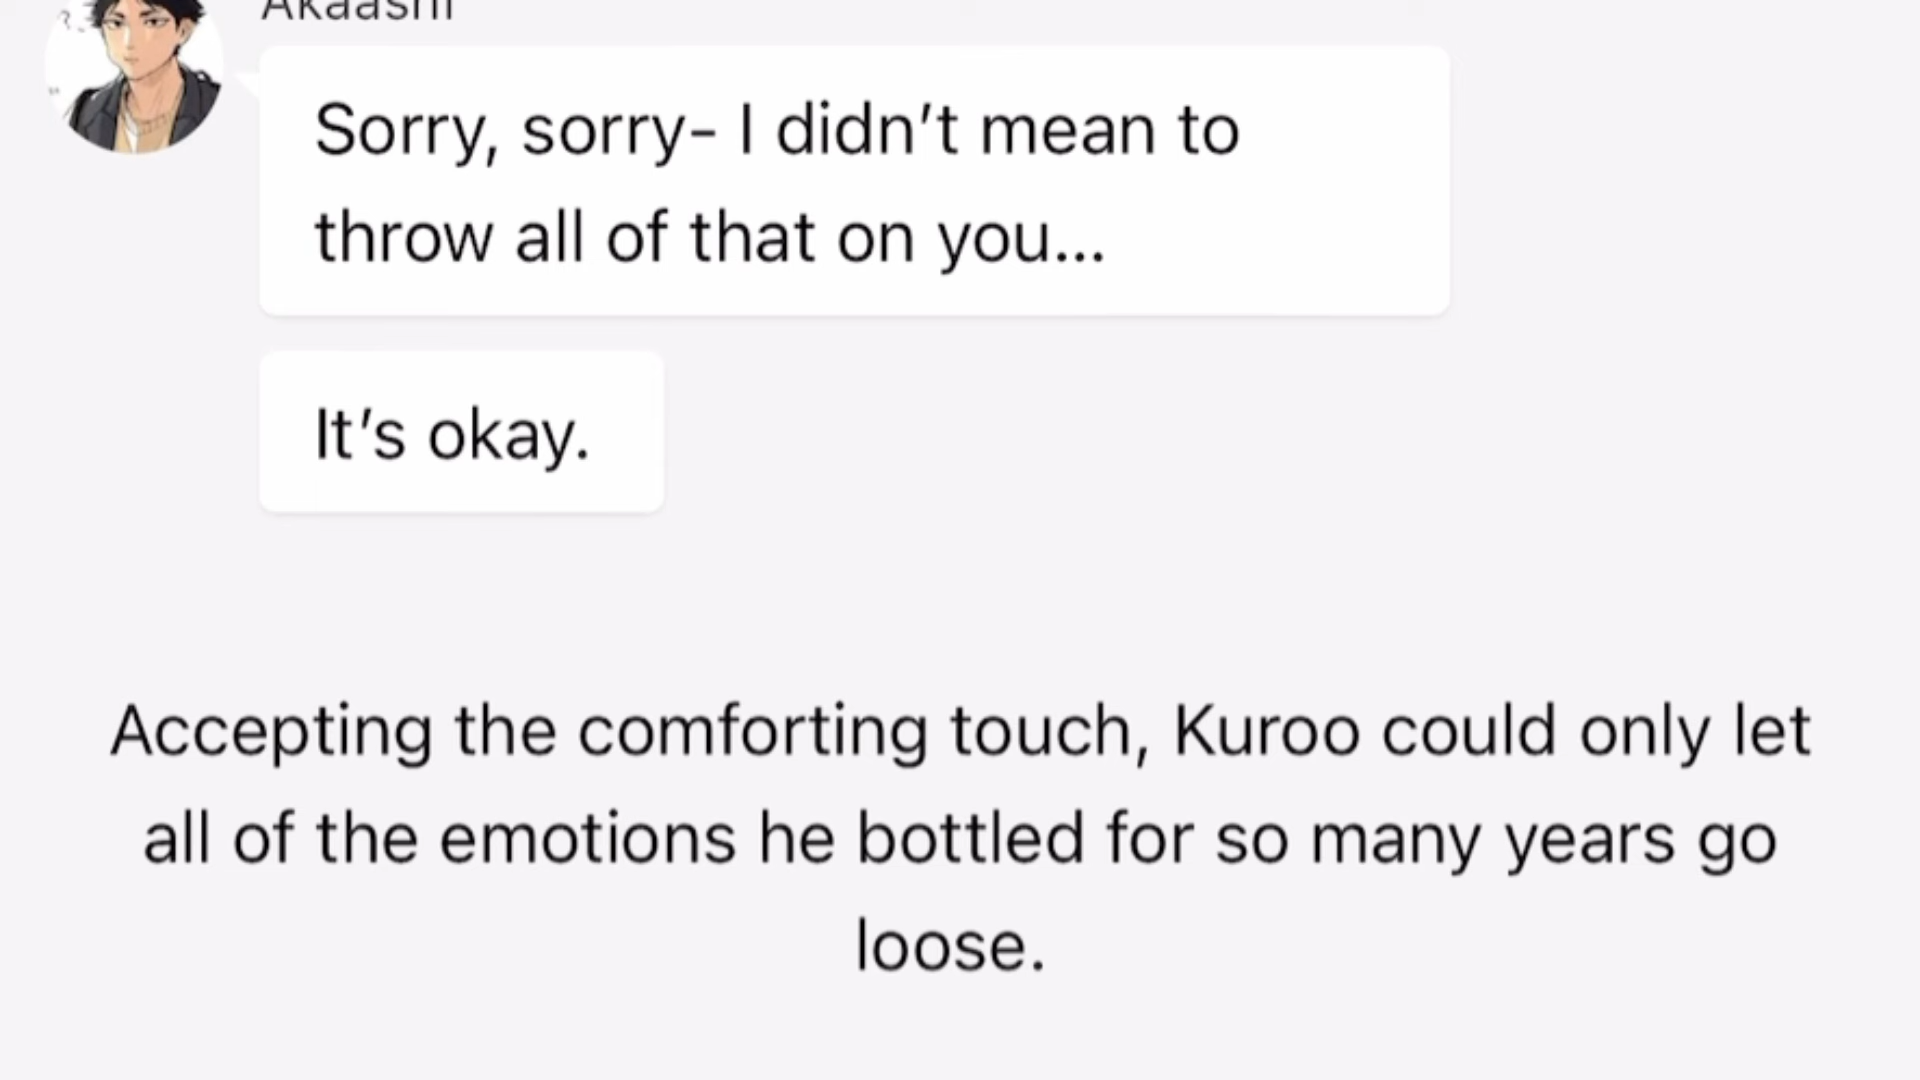 Akaashi
Sorry, sorry- I didn't mean to
throw all of that on you...
It's okay.
Accepting the comforting touch, Kuroo could only let
all of the emotions he bottled for so many years go
loose.